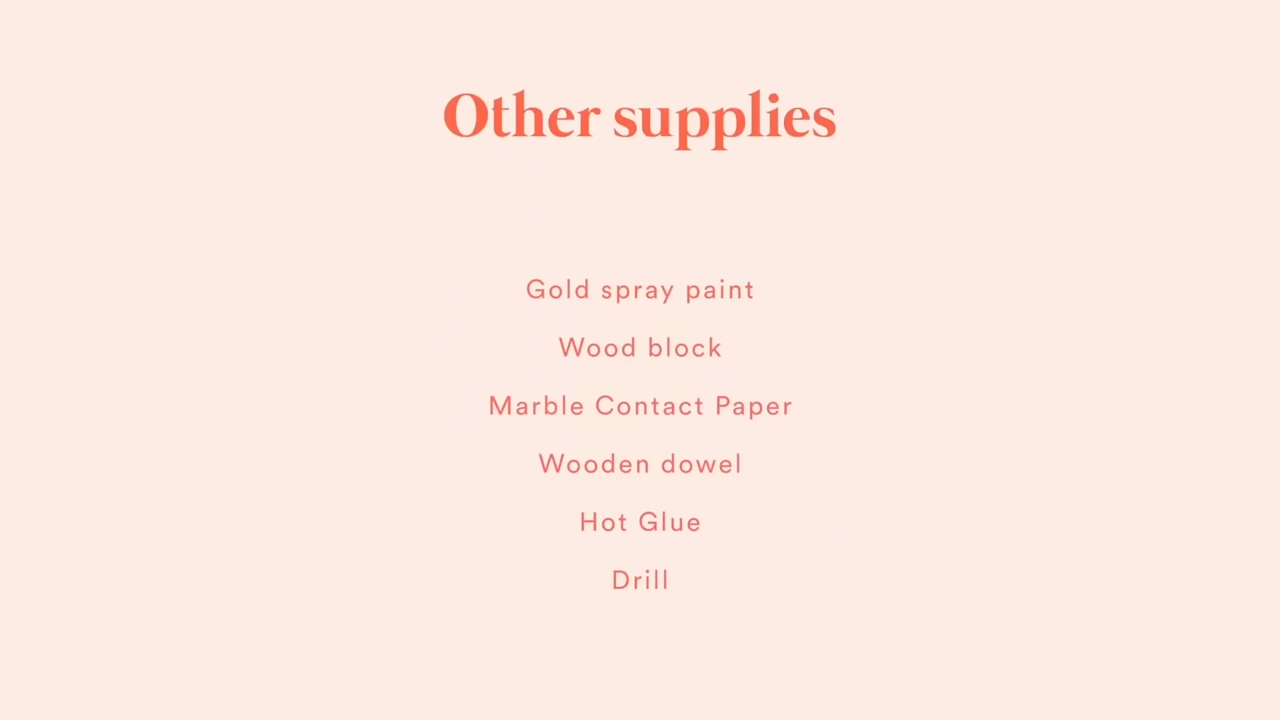 Other supplies
Gold spray paint
Wood block
Marble Contact Paper
Wooden dowel
Hot Glue
Drill